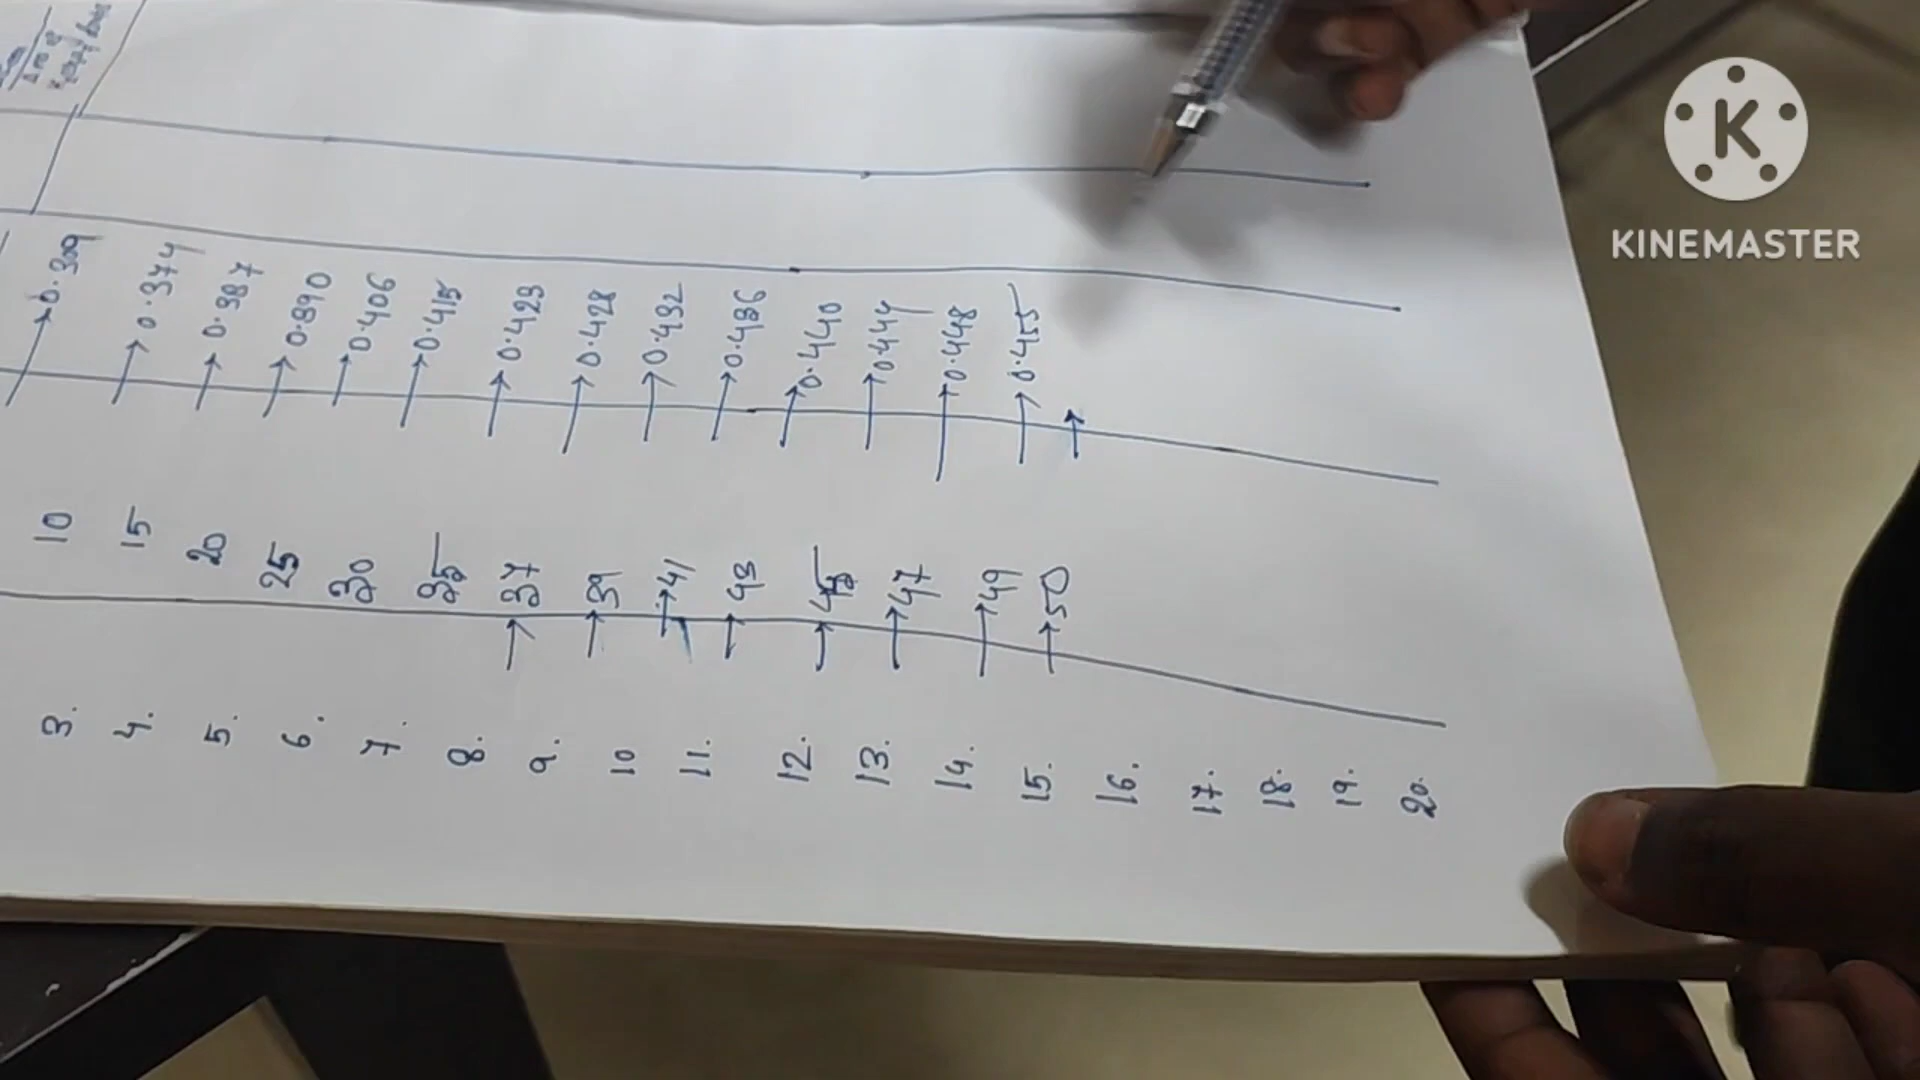 3. 10 → 0.309
4. 15 → 0.374
5. 20 → 0.387
6. 25 → 0.390
7. 30 → 0.406
8. 35 → 0.415
9. → 37 → 0.423
10 → 39 → 0.428
11. → 41 → 0.432
12. → 43 → 0.436
13. → 45 → 0.440
14. → 47 → 0.444
15. → 49 → 0.448
16. → 50 → 0.455
17. →
18.
19.
20.
KINEMASTER